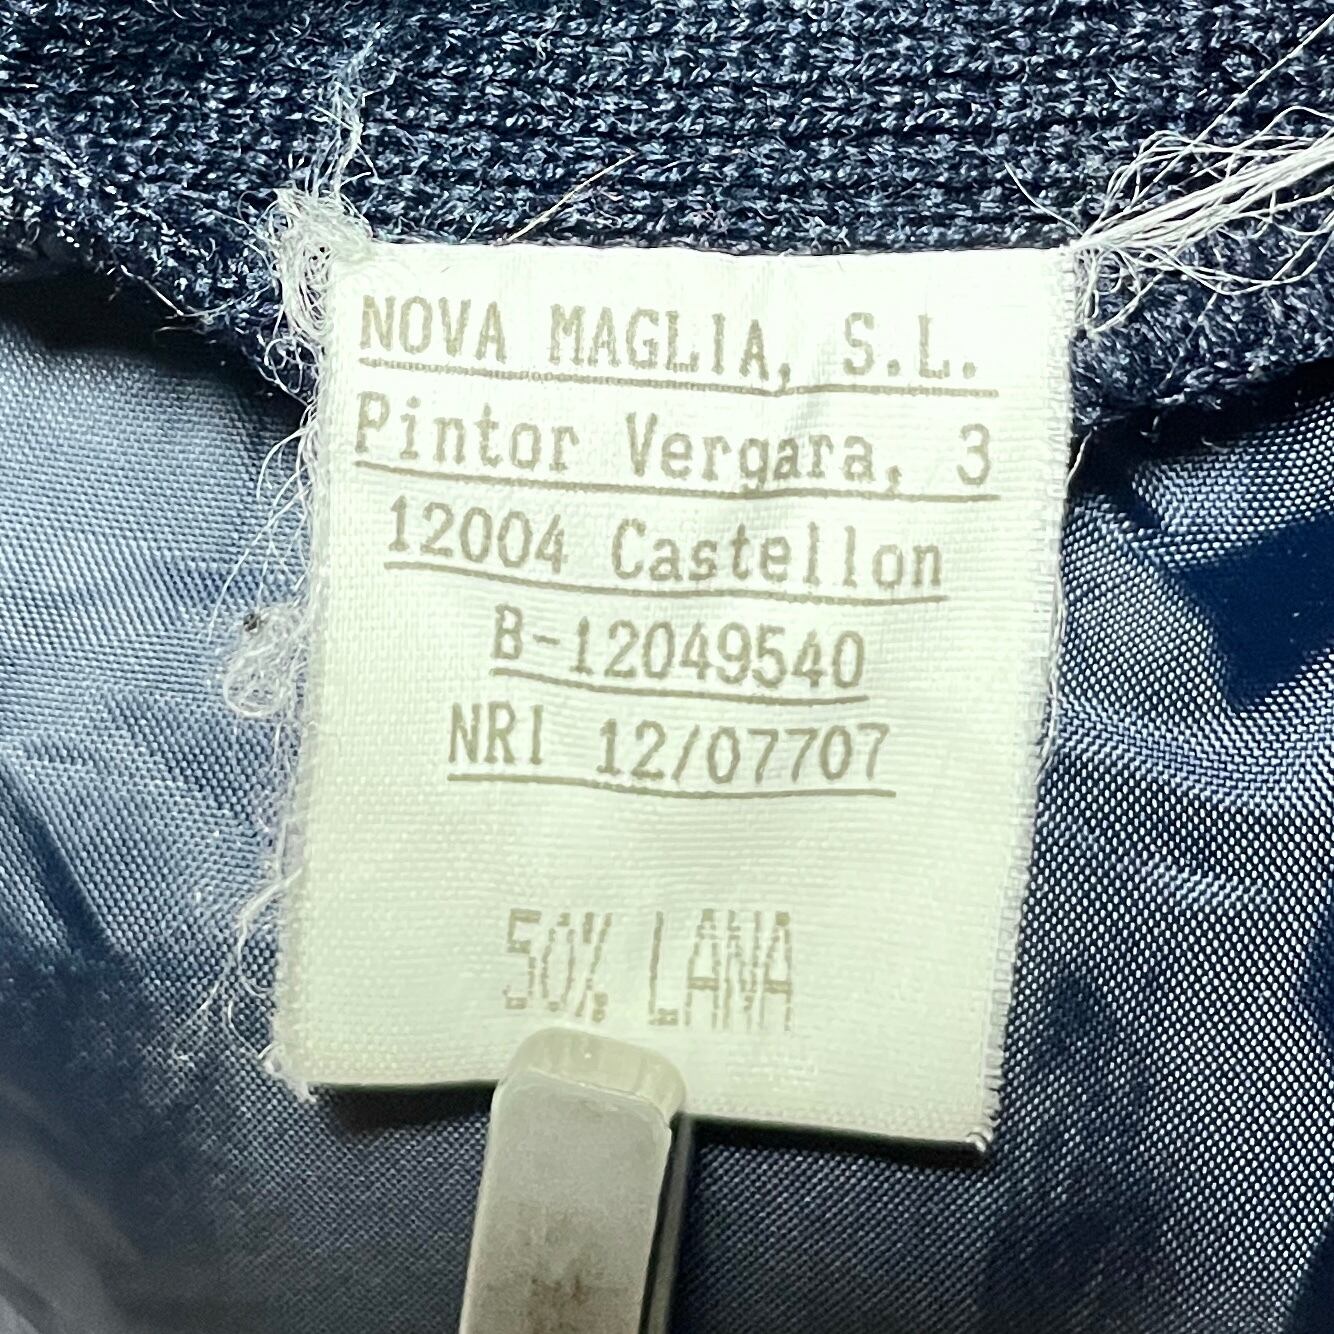 NOVA MAGLIA, S.L.
Pintor Vergara, 3
12004 Castellon
B-12049540
NRI 12/07707
50% LANA